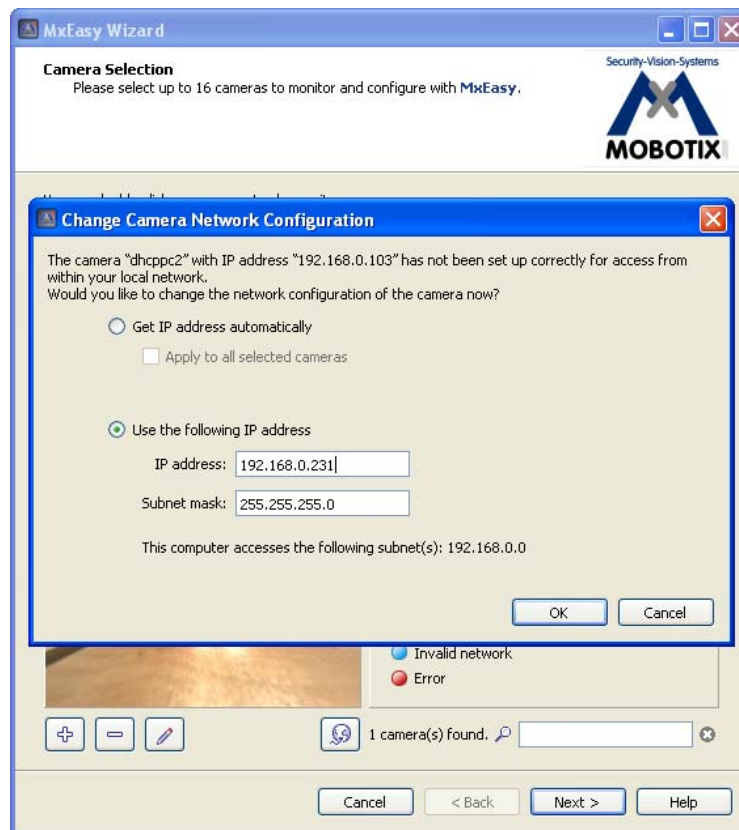 MxEasy Wizard
Camera Selection
Please select up to 16 cameras to monitor and configure with MxEasy.
Security-Vision-Systems
MOBOTIX
Change Camera Network Configuration
The camera "dhcppc2" with IP address "192.168.0.103" has not been set up correctly for access from
within your local network.
Would you like to change the network configuration of the camera now?
Get IP address automatically
Apply to all selected cameras
Use the following IP address
IP address: 192.168.0.231
Subnet mask: 255.255.255.0
This computer accesses the following subnet(s): 192.168.0.0
OK Cancel
Invalid network
Error
1 camera(s) found.
Cancel < Back Next > Help